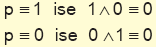 p ≡ 1 ise 1 ∧ 0 ≡ 0
p ≡ 0 ise 0 ∧ 1 ≡ 0